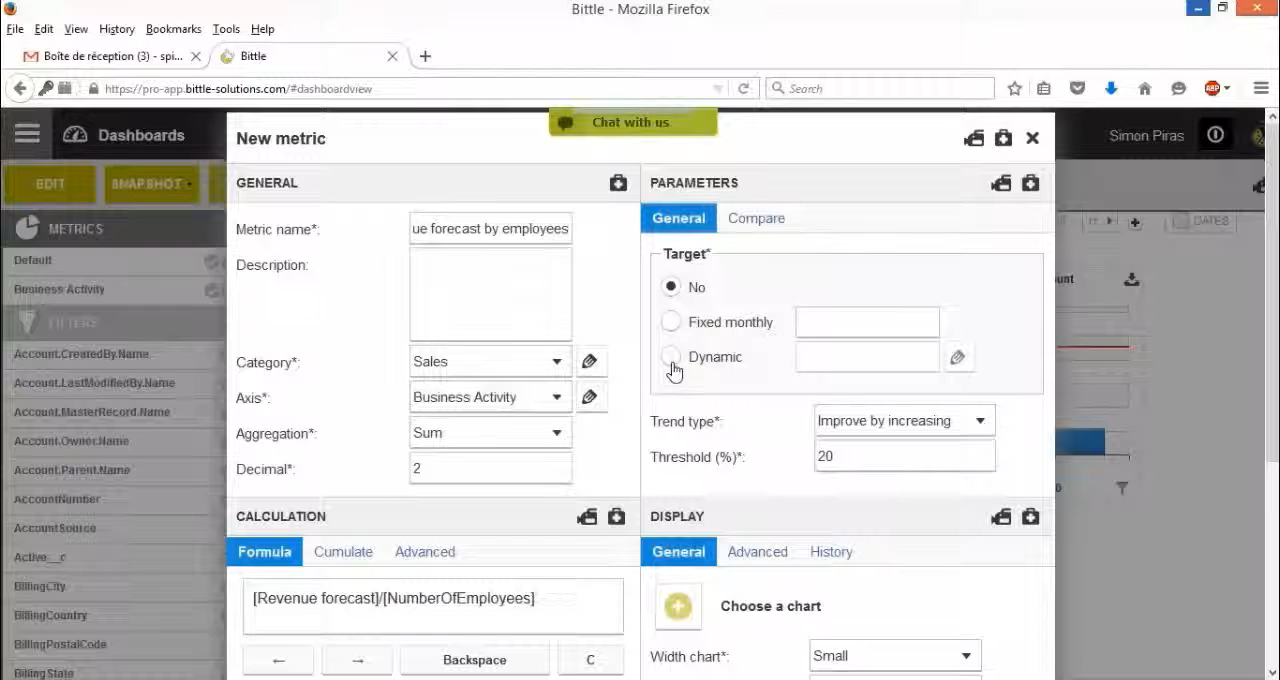 Bittle - Mozilla Firefox
File Edit View History Bookmarks Tools Help
Boîte de réception (3) - spi...
Bittle
https://pro-app.bittle-solutions.com/#dashboardview
Search
ABP
Dashboards
New metric
Chat with us
Simon Piras
EDIT
SNAPSHOT
GENERAL
PARAMETERS
METRICS
General Compare
DATES
Default
Business Activity
FILTERS
Account.CreatedBy.Name
Account.LastModifiedBy.Name
Account.MasterRecord.Name
Account.Owner.Name
Account.Parent.Name
AccountNumber
AccountSource
Active__c
BillingCity
BillingCountry
BillingPostalCode
BillingState
Metric name*: ue forecast by employees
Description:
Category*: Sales
Axis*: Business Activity
Aggregation*: Sum
Decimal*: 2
Target*
No
Fixed monthly
Dynamic
Trend type*: Improve by increasing
Threshold (%)*: 20
unt
CALCULATION
Formula Cumulate Advanced
[Revenue forecast]/[NumberOfEmployees]
← → Backspace C
DISPLAY
General Advanced History
Choose a chart
Width chart*: Small